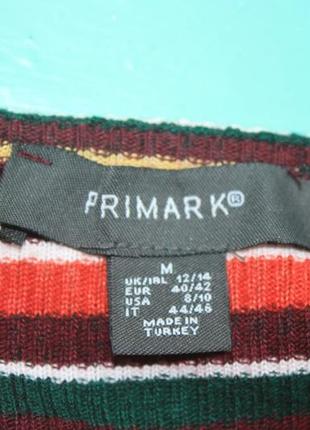 PRIMARK®
M
UK/IRL 12/14
EUR 40/42
USA 8/10
IT 44/46
MADE IN
TURKEY